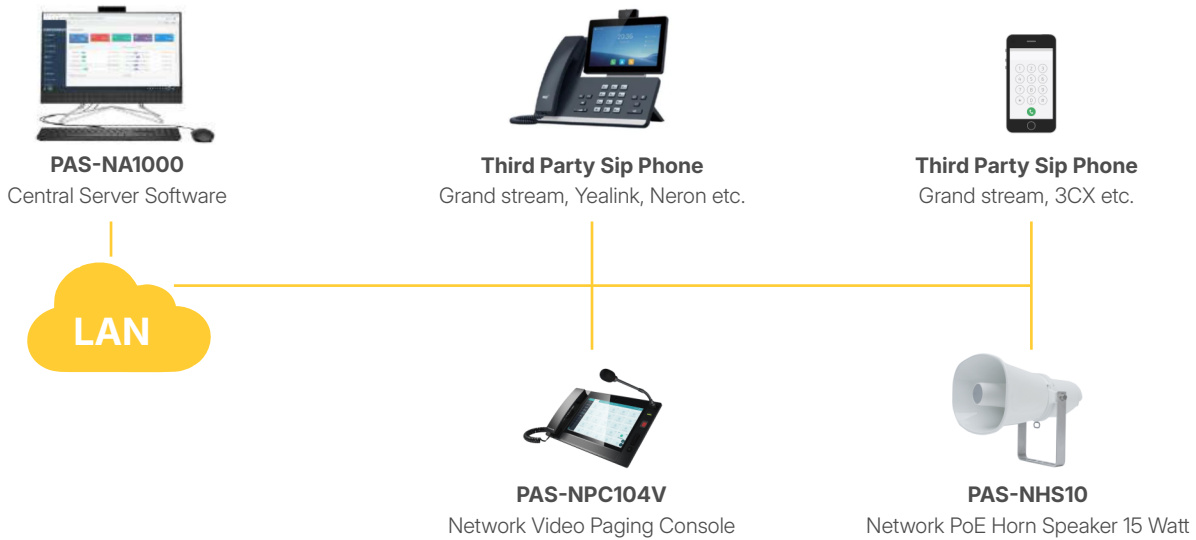 PAS-NA1000
Central Server Software
Third Party Sip Phone
Grand stream, Yealink, Neron etc.
Third Party Sip Phone
Grand stream, 3CX etc.
LAN
PAS-NPC104V
Network Video Paging Console
PAS-NHS10
Network PoE Horn Speaker 15 Watt